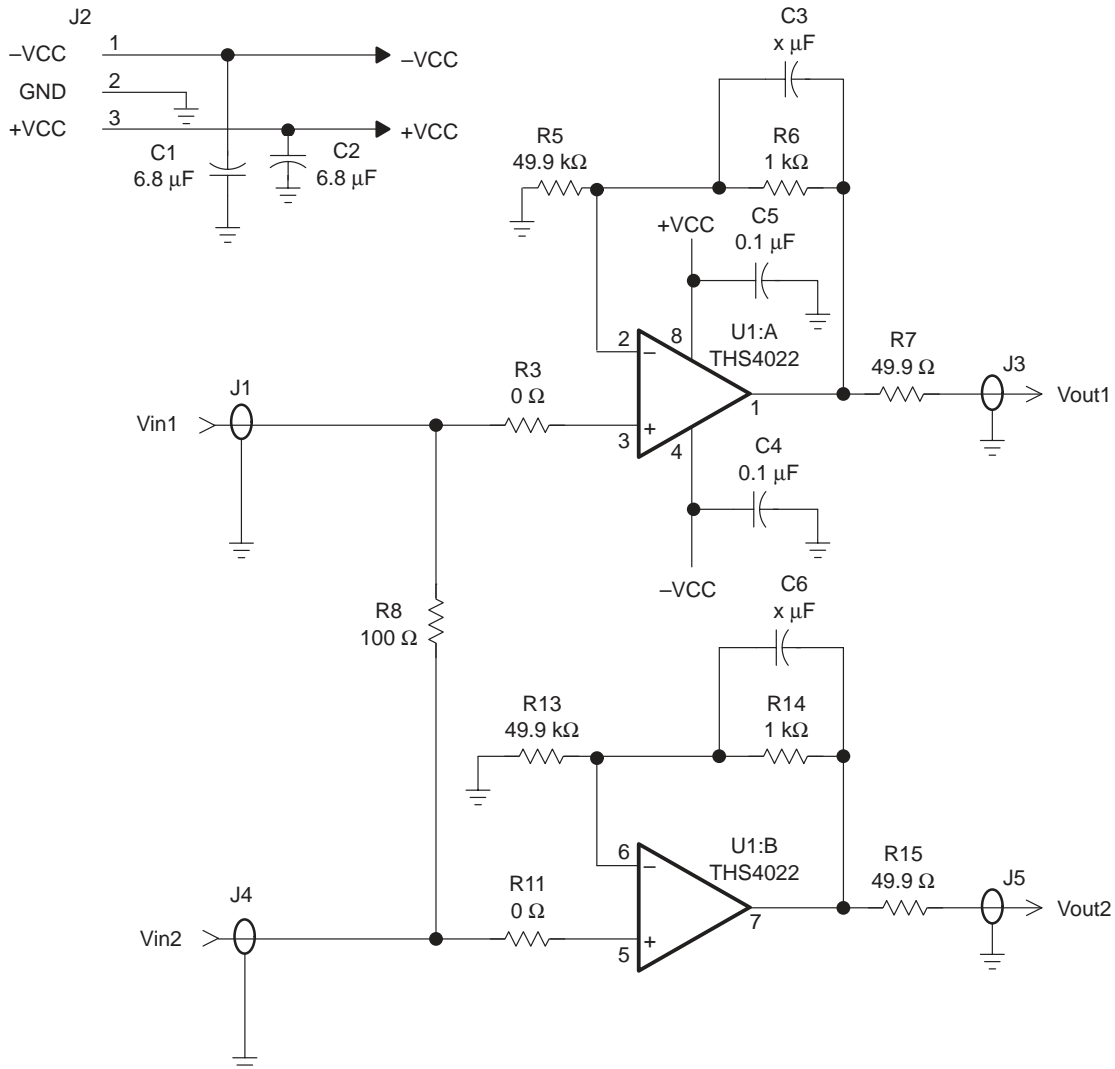 J2
–VCC
1
–VCC
GND
2
+VCC
3
+VCC
C1
6.8 μF
C2
6.8 μF
C3
x μF
R5
49.9 kΩ
R6
1 kΩ
+VCC
C5
0.1 μF
U1:A
THS4022
2
–
8
1
3
+
4
R3
0 Ω
R7
49.9 Ω
J3
Vout1
J1
Vin1
C4
0.1 μF
–VCC
R8
100 Ω
C6
x μF
R13
49.9 kΩ
R14
1 kΩ
U1:B
THS4022
6
–
7
5
+
R11
0 Ω
R15
49.9 Ω
J5
Vout2
J4
Vin2